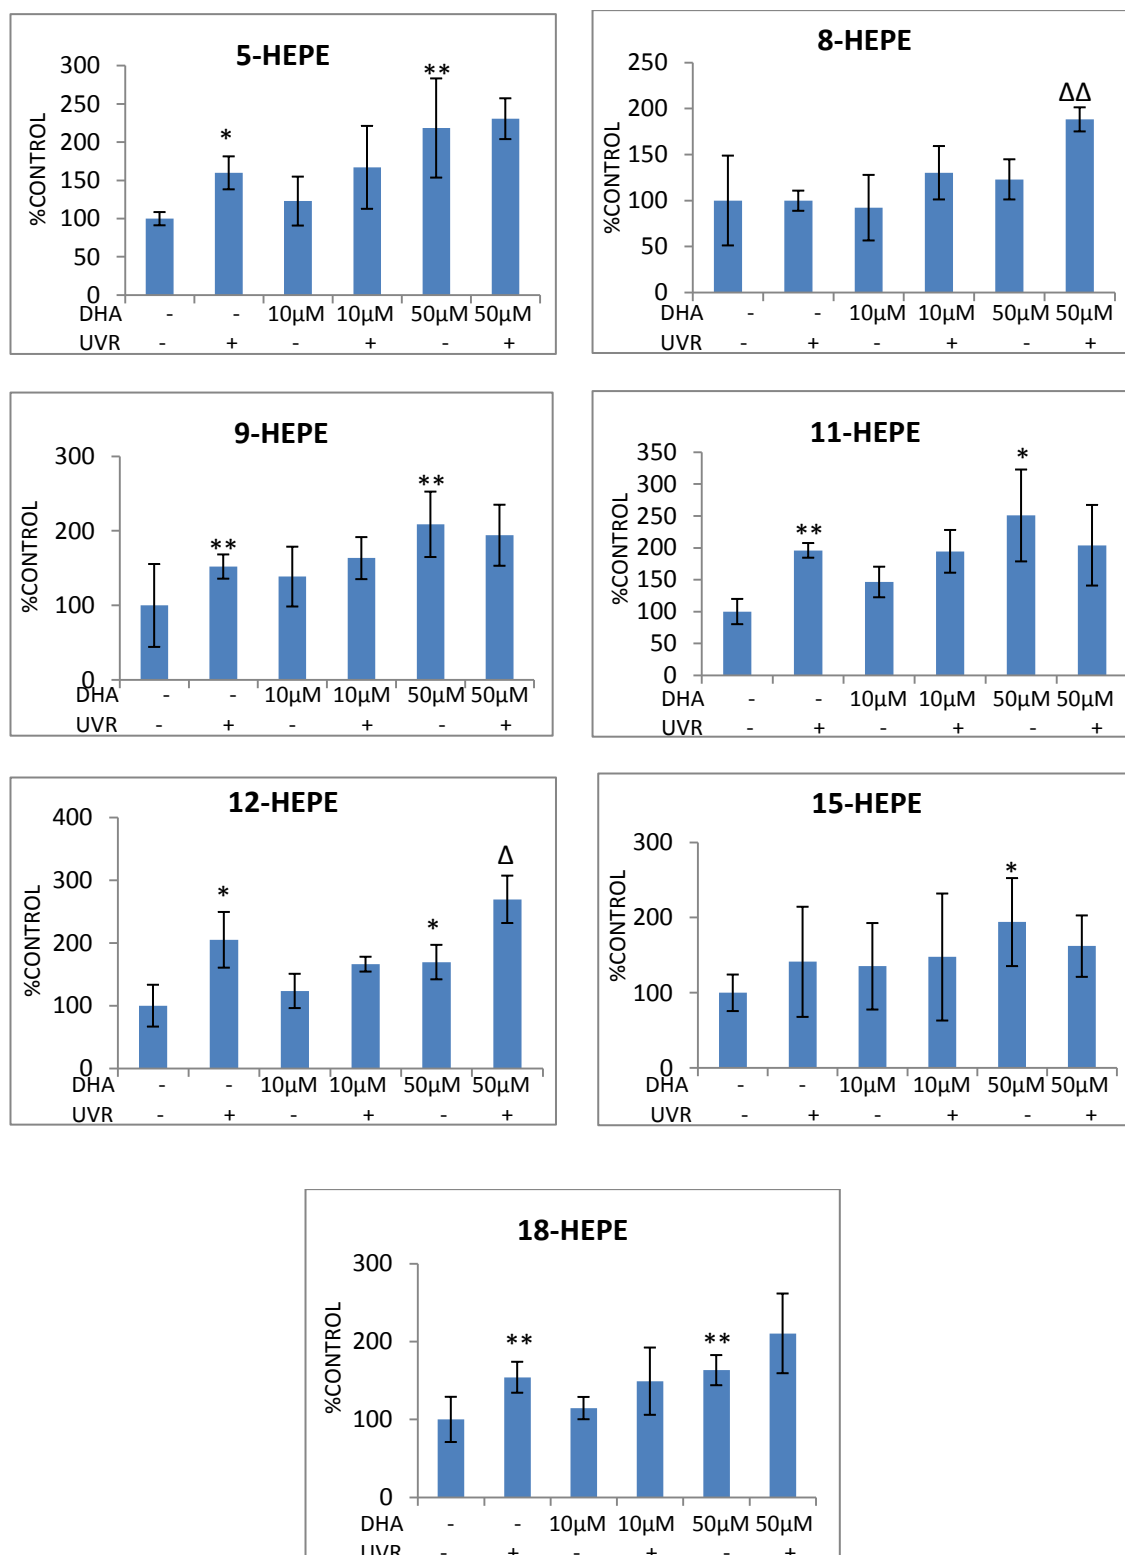 5-HEPE
**
*
%CONTROL
300
250
200
150
100
50
0
DHA - - 10µM 10µM 50µM 50µM
UVR - + - + - +
8-HEPE
ΔΔ
%CONTROL
250
200
150
100
50
0
DHA - - 10µM 10µM 50µM 50µM
UVR - + - + - +
9-HEPE
**
**
%CONTROL
300
200
100
0
DHA - - 10µM 10µM 50µM 50µM
UVR - + - + - +
11-HEPE
*
**
%CONTROL
350
300
250
200
150
100
50
0
DHA - - 10µM 10µM 50µM 50µM
UVR - + - + - +
12-HEPE
Δ
*
*
%CONTROL
400
300
200
100
0
DHA - - 10µM 10µM 50µM 50µM
UVR - + - + - +
15-HEPE
*
%CONTROL
300
200
100
0
DHA - - 10µM 10µM 50µM 50µM
UVR - + - + - +
18-HEPE
** **
%CONTROL
300
200
100
0
DHA - - 10µM 10µM 50µM 50µM
UVR - + - + - +